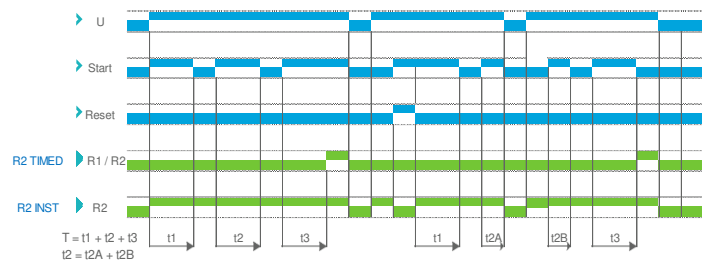 U
Start
Reset
R2 TIMED R1 / R2
R2 INST R2
T = t1 + t2 + t3 t1 t2 t3 t1 t2A t2B t3
t2 = t2A + t2B